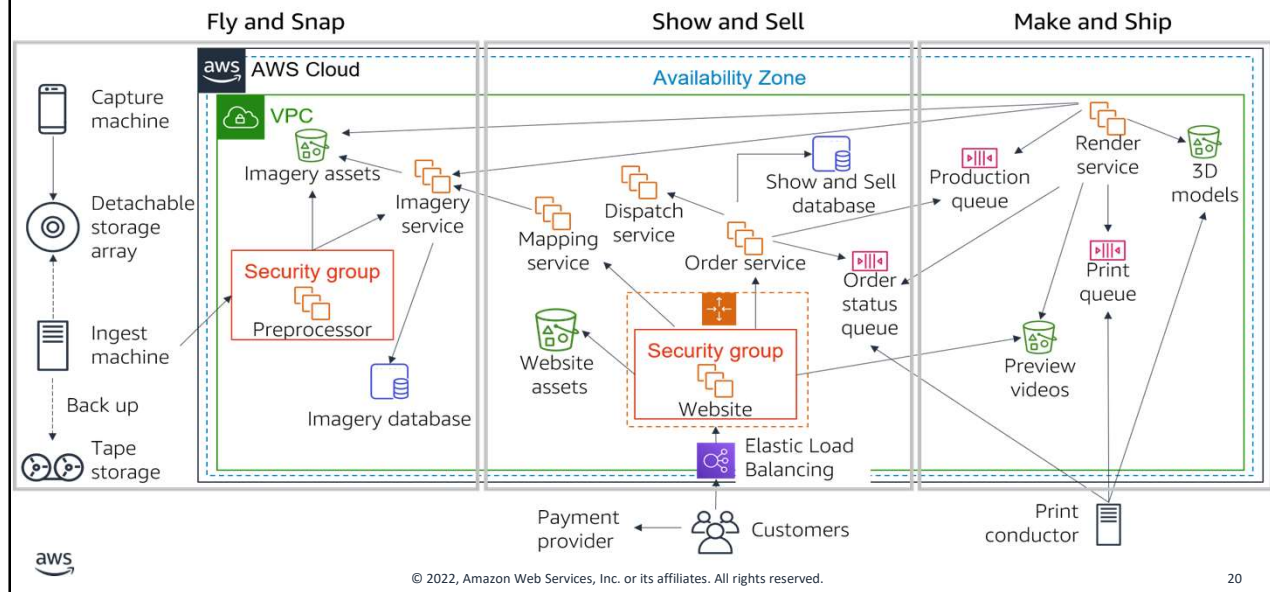 Fly and Snap
Show and Sell
Make and Ship
aws
AWS Cloud
Availability Zone
VPC
Capture
machine
Detachable
storage
array
Ingest
machine
Back up
Tape
storage
Imagery assets
Imagery
service
Security group
Preprocessor
Imagery database
Mapping
service
Dispatch
service
Show and Sell
database
Order service
Order
status
queue
Website
assets
Security group
Website
Elastic Load
Balancing
Payment
provider
Customers
Production
queue
Render
service
3D
models
Print
queue
Preview
videos
Print
conductor
aws
© 2022, Amazon Web Services, Inc. or its affiliates. All rights reserved.
20